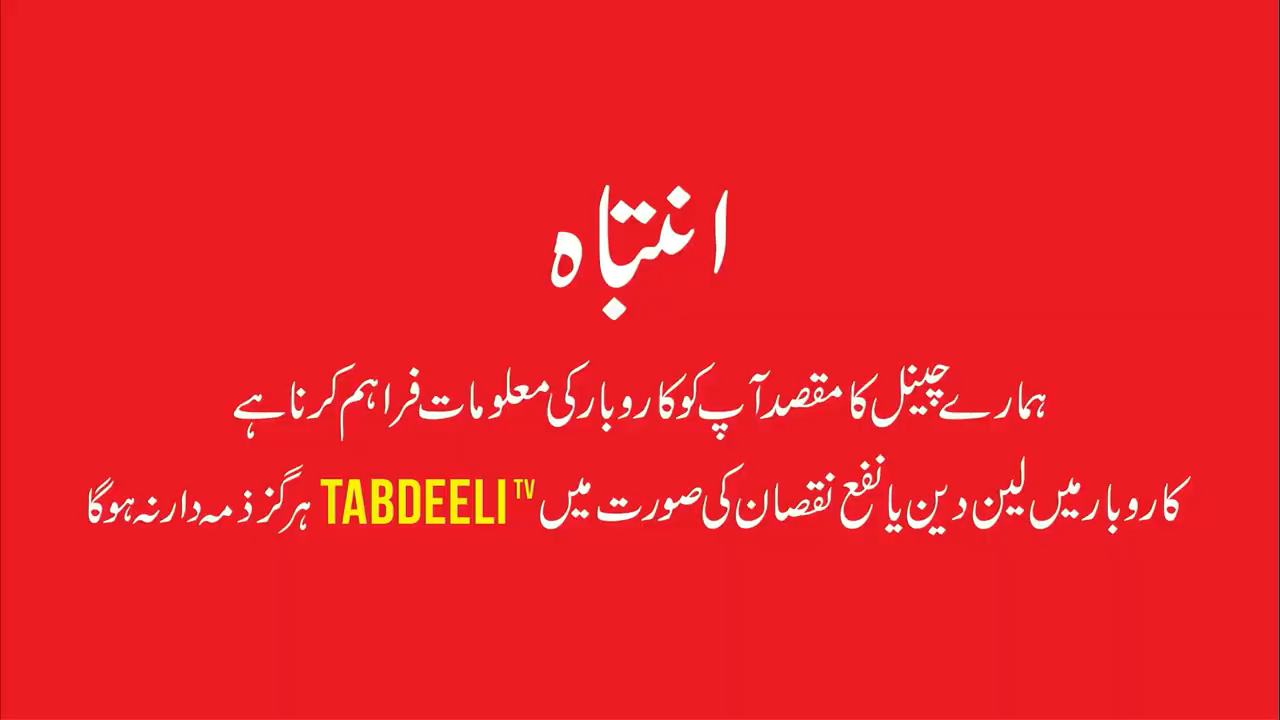 انتباہ
ہمارے چینل کا مقصد آپ کو کاروبار کی معلومات فراہم کرنا ہے
کاروبار میں لین دین یا نفع نقصان کی صورت میں TABDEELI TV ہرگز ذمہ دار نہ ہوگا